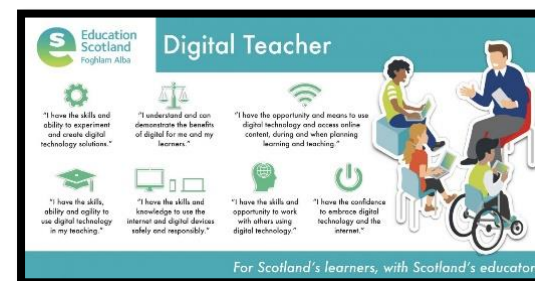 Education
Scotland
Foghlam Alba
Digital Teacher
"I have the skills and
ability to experiment
and create digital
technology solutions."
"I understand and can
demonstrate the benefits
of digital for me and my
learners."
"I have the opportunity and means to use
digital technology and access online
content, during and when planning
learning and teaching."
"I have the skills,
ability and agility to
use digital technology
in my teaching."
"I have the skills and
knowledge to use the
internet and digital devices
safely and responsibly."
"I have the skills and
opportunity to work
with others using
digital technology."
"I have the confidence
to embrace digital
technology and the
internet."
For Scotland's learners, with Scotland's educator